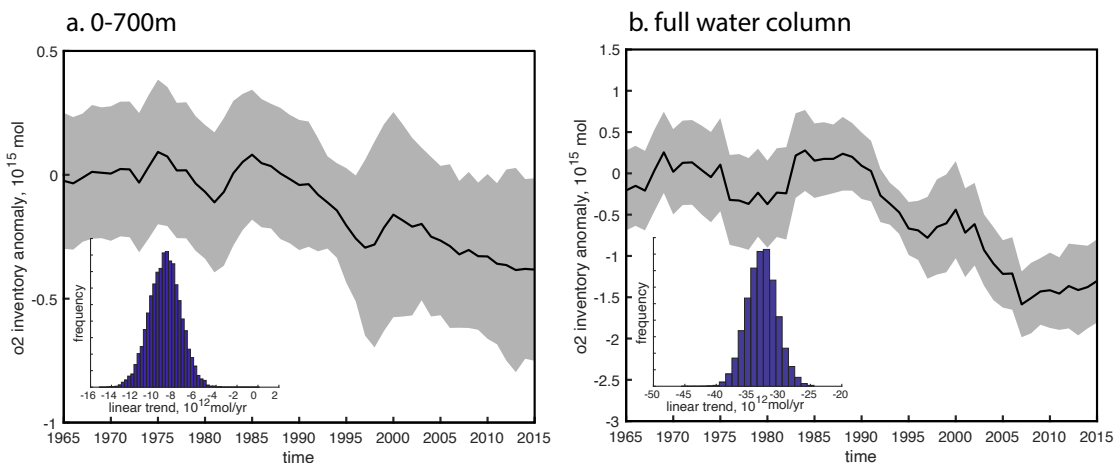 a. 0-700m
0.5
0
-0.5
-1
o2 inventory anomaly, 10^15 mol
frequency
-16 -14 -12 -10 -8 -6 -4 -2 0 2
linear trend, 10^12mol/yr
1965 1970 1975 1980 1985 1990 1995 2000 2005 2010 2015
time
b. full water column
1.5
1
0.5
0
-0.5
-1
-1.5
-2
-2.5
-3
o2 inventory anomaly, 10^15 mol
frequency
-50 -45 -40 -35 -30 -25 -20
linear trend, 10^12mol/yr
1965 1970 1975 1980 1985 1990 1995 2000 2005 2010 2015
time